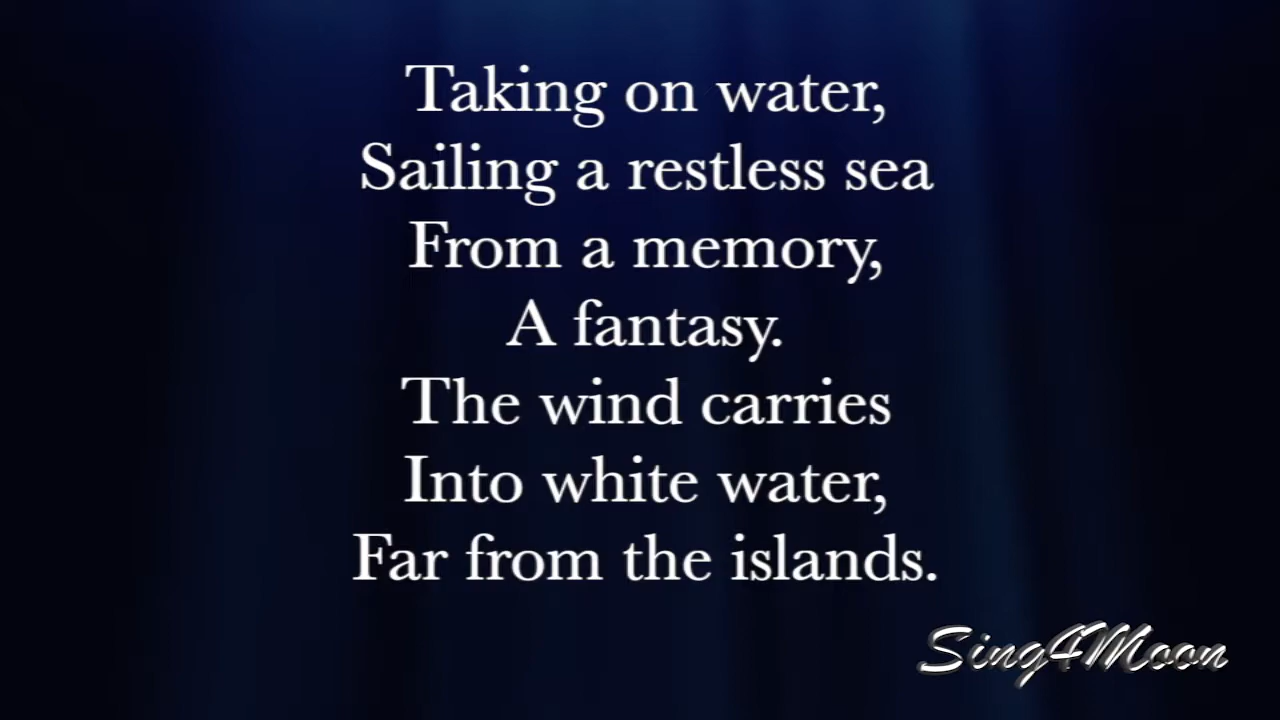 Taking on water,
Sailing a restless sea
From a memory,
A fantasy.
The wind carries
Into white water,
Far from the islands.
Sing4Moon